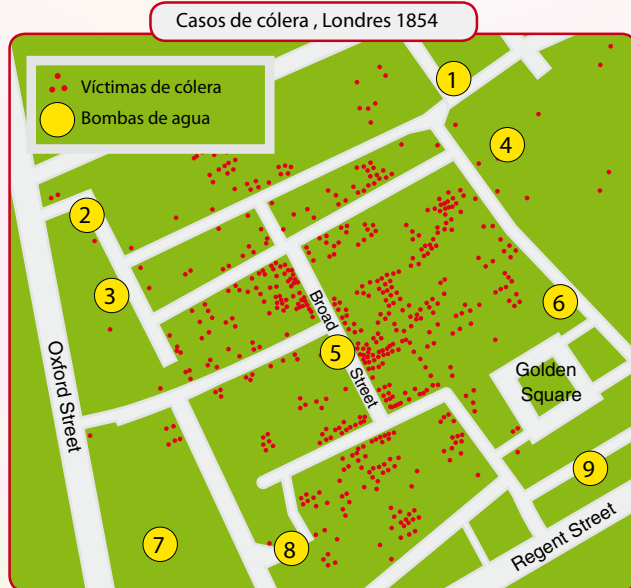 Casos de cólera , Londres 1854
Víctimas de cólera
Bombas de agua
1
4
2
3
6
Broad
5
Street
Oxford Street
Golden
Square
9
7
8
Regent Street